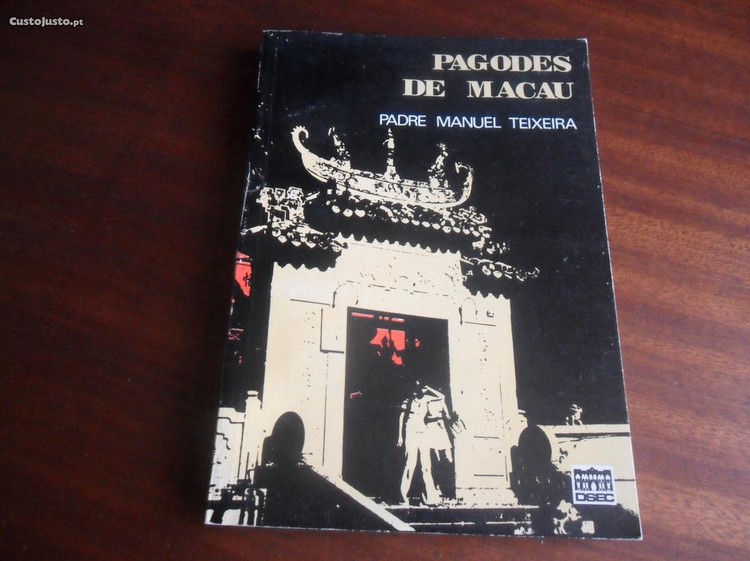 CustoJusto.pt
PAGODES
DE MACAU
PADRE MANUEL TEIXEIRA
DSEC